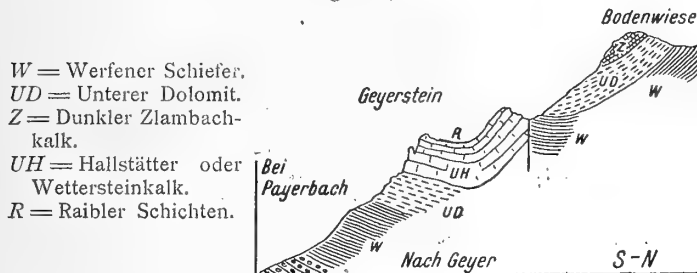 Bodenwiese
W = Werfener Schiefer.
UD = Unterer Dolomit.
Z = Dunkler Zlambach-
kalk.
UH = Hallstätter oder
Wettersteinkalk.
R = Raibler Schichten.
Geyerstein
Bei
Payerbach
Z
UD
W
R
W
UH
UD
W
Nach Geyer
S-N